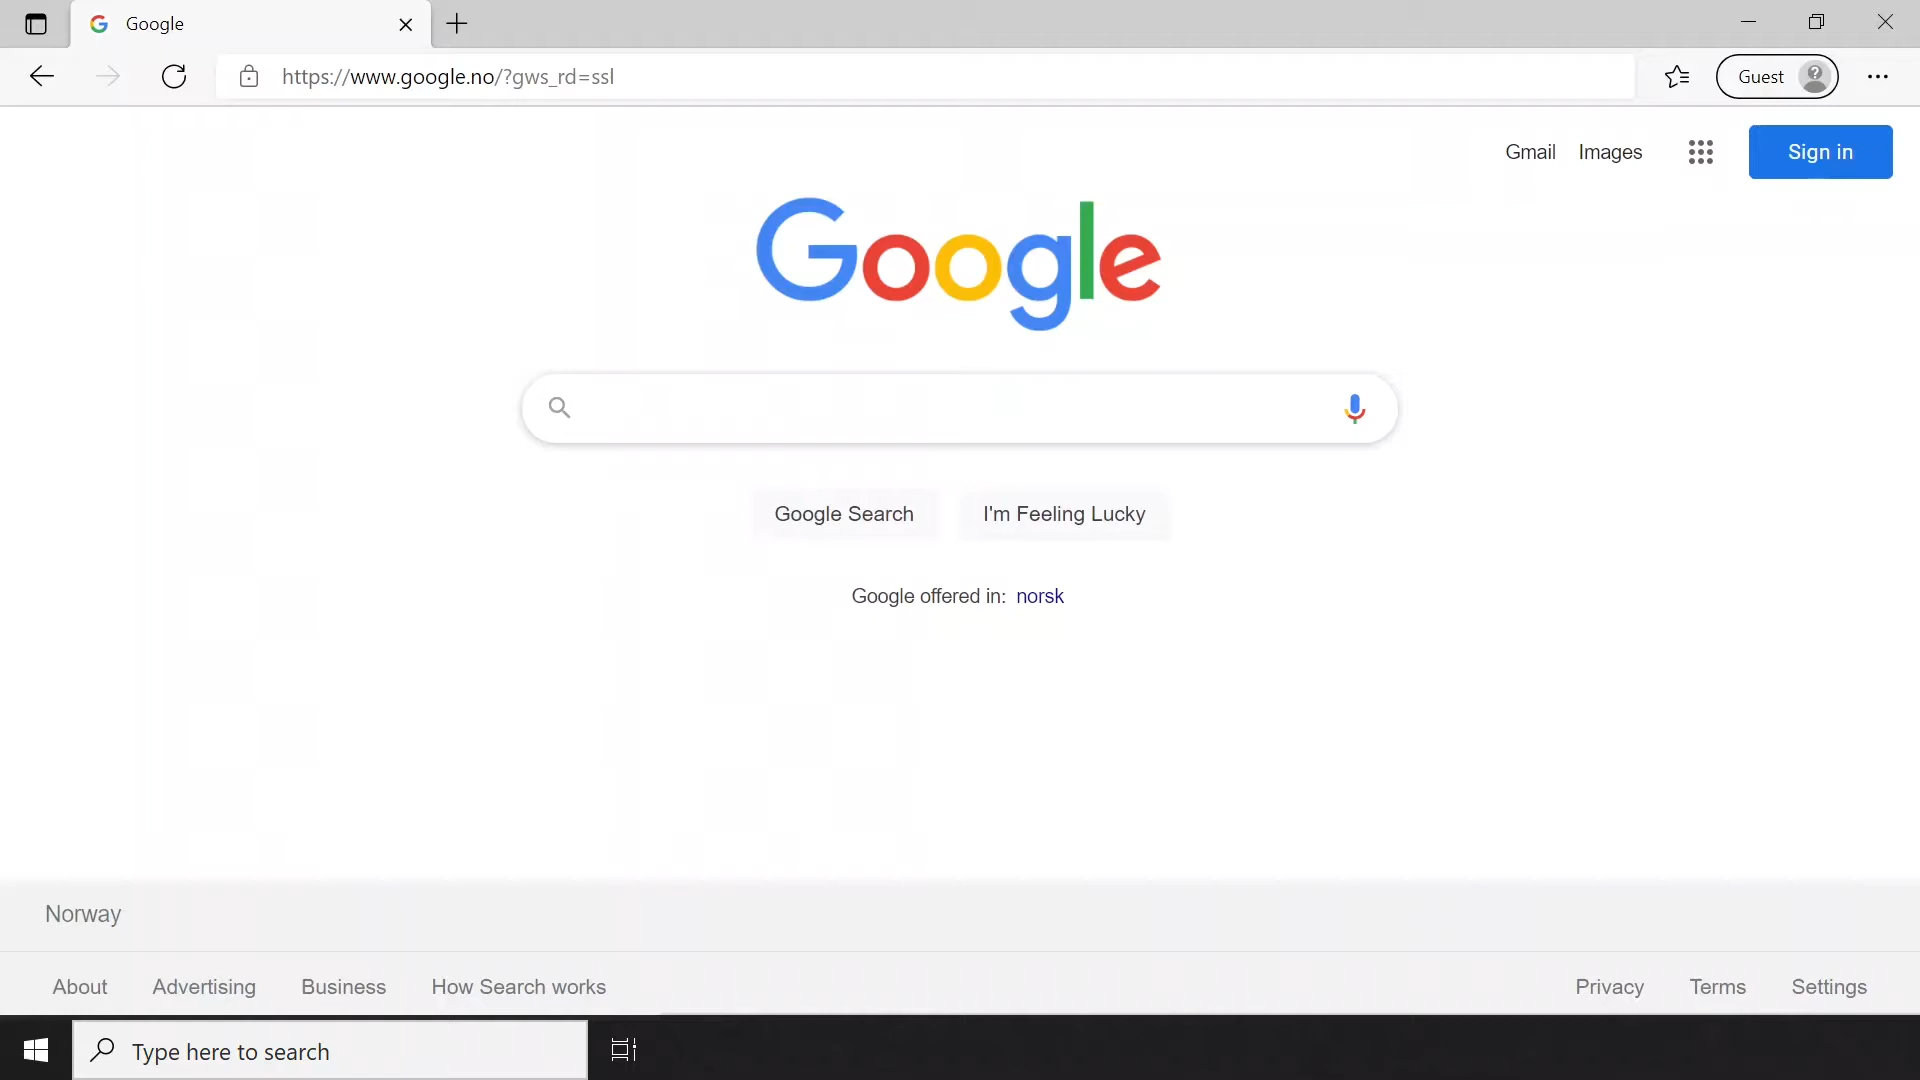 Google
https://www.google.no/?gws_rd=ssl
Guest
Gmail Images Sign in
Google
Google Search I'm Feeling Lucky
Google offered in: norsk
Norway
About Advertising Business How Search works Privacy Terms Settings
Type here to search